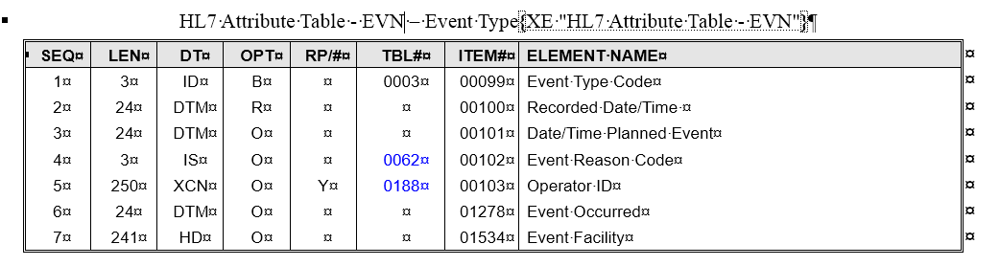 HL7 Attribute Table - EVN – Event Type{XE "HL7 Attribute Table - EVN"}¶
SEQ¤ LEN¤ DT¤ OPT¤ RP/#¤ TBL#¤ ITEM#¤ ELEMENT NAME¤ ¤
1¤ 3¤ ID¤ B¤ ¤ 0003¤ 00099¤ Event Type Code¤ ¤
2¤ 24¤ DTM¤ R¤ ¤ ¤ 00100¤ Recorded Date/Time ¤ ¤
3¤ 24¤ DTM¤ O¤ ¤ ¤ 00101¤ Date/Time Planned Event¤ ¤
4¤ 3¤ IS¤ O¤ ¤ 0062¤ 00102¤ Event Reason Code¤ ¤
5¤ 250¤ XCN¤ O¤ Y¤ 0188¤ 00103¤ Operator ID¤ ¤
6¤ 24¤ DTM¤ O¤ ¤ ¤ 01278¤ Event Occurred¤ ¤
7¤ 241¤ HD¤ O¤ ¤ ¤ 01534¤ Event Facility¤ ¤